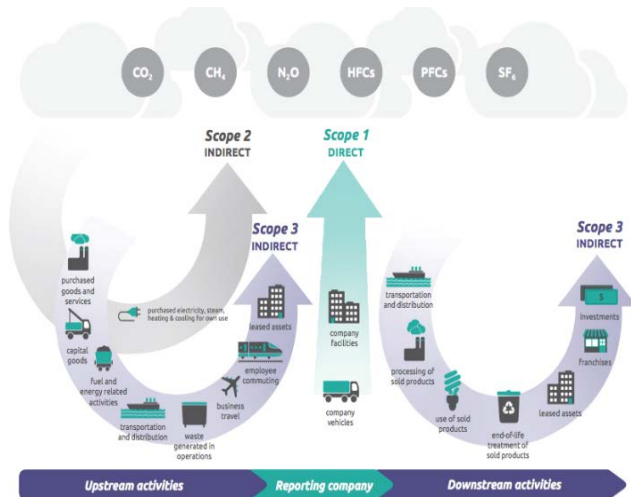 CO₂
CH₄
N₂O
HFCs
PFCs
SF₆
Scope 2
INDIRECT
Scope 1
DIRECT
Scope 3
INDIRECT
Scope 3
INDIRECT
purchased
goods and
services
capital
goods
fuel and
energy related
activities
transportation
and distribution
waste
generated in
operations
business
travel
employee
commuting
leased assets
purchased electricity, steam,
heating & cooling for own use
company
facilities
company
vehicles
transportation
and distribution
processing of
sold products
use of sold
products
end-of-life
treatment of
sold products
leased assets
franchises
$
investments
Upstream activities
Reporting company
Downstream activities